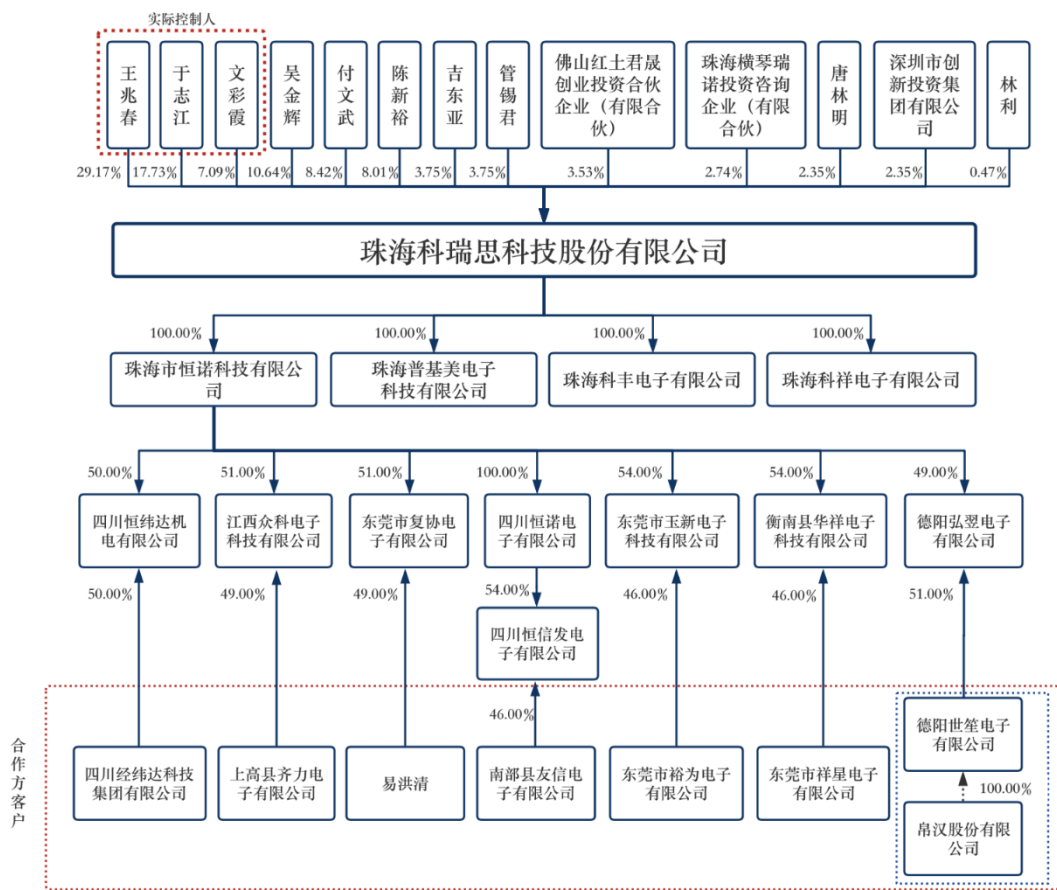 实际控制人
王兆春
于志江
文彩霞
吴金辉
付文武
陈新裕
吉东亚
管锡君
佛山红土君晟
创业投资合伙
企业（有限合
伙）
珠海横琴瑞
诺投资咨询
企业（有限
合伙）
唐林明
深圳市创
新投资集
团有限公
司
林利
29.17%
17.73%
7.09%
10.64%
8.42%
8.01%
3.75%
3.75%
3.53%
2.74%
2.35%
2.35%
0.47%
珠海科瑞思科技股份有限公司
100.00%
100.00%
100.00%
100.00%
珠海市恒诺科技有限公
司
珠海普基美电子
科技有限公司
珠海科丰电子有限公司
珠海科祥电子有限公司
50.00%
51.00%
51.00%
100.00%
54.00%
54.00%
49.00%
四川恒纬达机
电有限公司
江西众科电子
科技有限公司
东莞市复协电
子有限公司
四川恒诺电
子有限公司
东莞市玉新电子
科技有限公司
衡南县华祥电子
科技有限公司
德阳弘翌电子
有限公司
50.00%
49.00%
49.00%
54.00%
46.00%
46.00%
51.00%
四川恒信发电
子有限公司
46.00%
合作方客户
四川经纬达科技
集团有限公司
上高县齐力电
子有限公司
易洪清
南部县友信电
子有限公司
东莞市裕为电子
有限公司
东莞市祥星电子
有限公司
德阳世笙电子
有限公司
100.00%
帛汉股份有限
公司